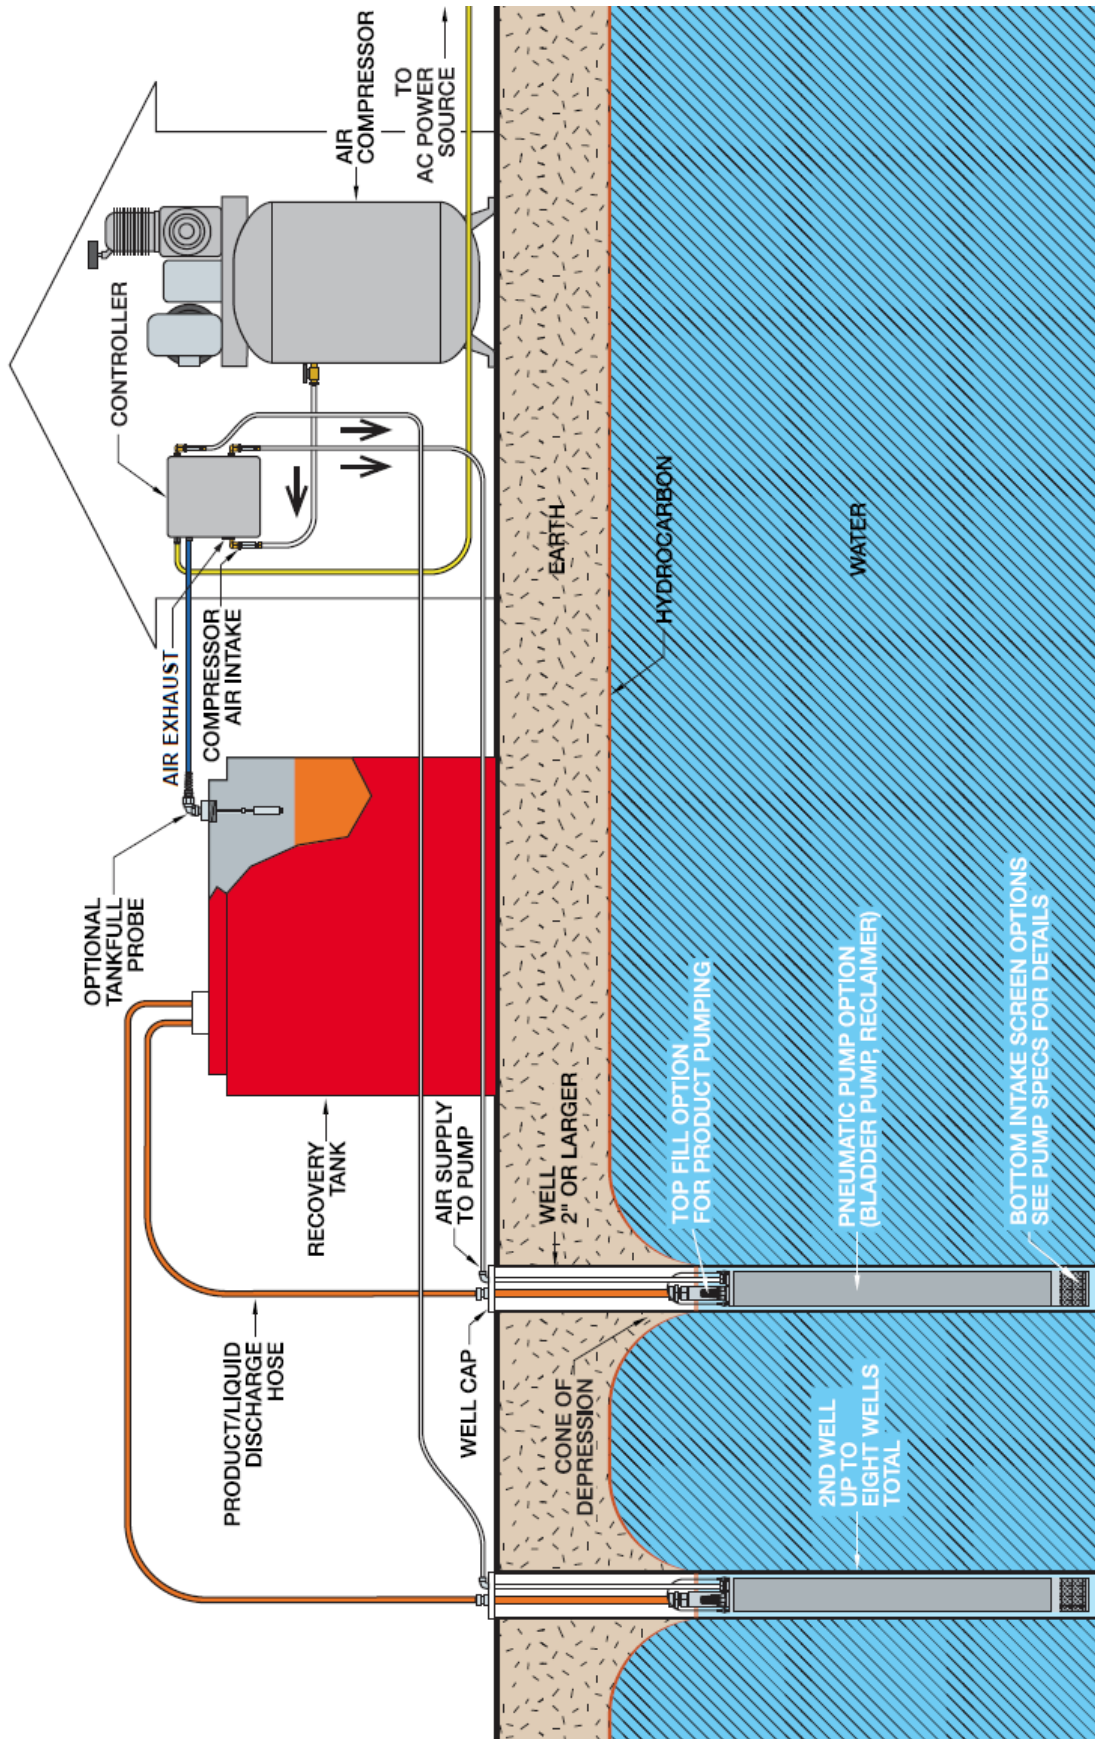 PRODUCT/LIQUID
DISCHARGE
HOSE
OPTIONAL
TANKFULL
PROBE
AIR EXHAUST
COMPRESSOR
AIR INTAKE
CONTROLLER
AIR
COMPRESSOR
TO
AC POWER
SOURCE
RECOVERY
TANK
WELL CAP
AIR SUPPLY
TO PUMP
CONE OF
DEPRESSION
WELL
2" OR LARGER
EARTH
HYDROCARBON
WATER
TOP FILL OPTION
FOR PRODUCT PUMPING
2ND WELL
UP TO
EIGHT WELLS
TOTAL
PNEUMATIC PUMP OPTION
(BLADDER PUMP, RECLAIMER)
BOTTOM INTAKE SCREEN OPTIONS
SEE PUMP SPECS FOR DETAILS